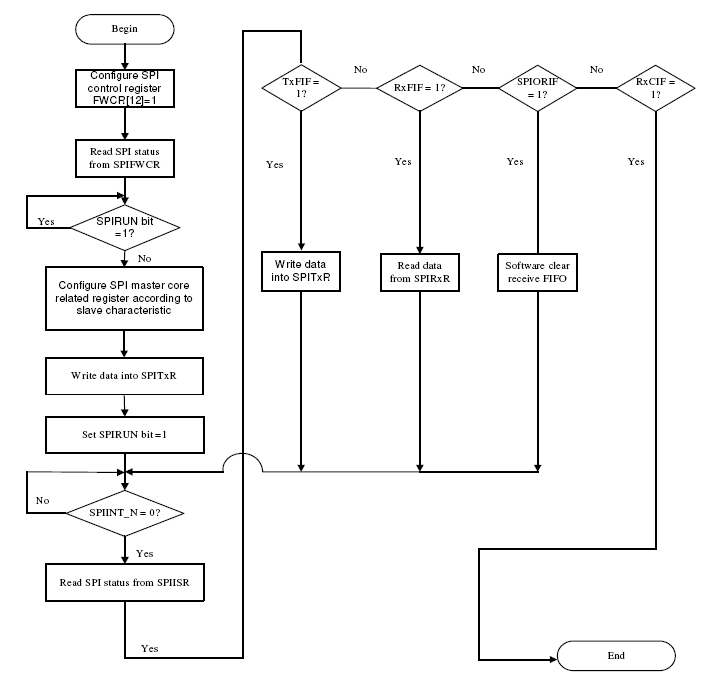 Begin
Configure SPI
control register
FWCR[12]=1
Read SPI status
from SPIFWCR
SPIRUN bit
=1?
Yes
No
Configure SPI master core
related register according to
slave characteristic
Write data into SPITxR
Set SPIRUN bit=1
SPIINT_N = 0?
No
Yes
Read SPI status from SPIISR
Yes
TxFIF =
1?
No
RxFIF = 1?
No
SPIORIF
= 1?
No
RxCIF =
1?
Yes
Yes
Yes
Yes
Write data
into SPITxR
Read data
from SPIRxR
Software clear
receive FIFO
End